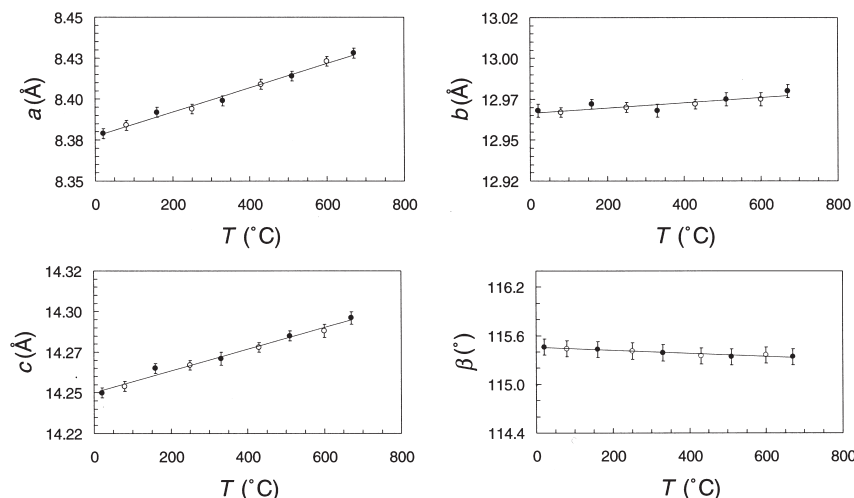 8.45
8.43
8.40
8.38
8.35
a (Å)
0 200 400 600 800
T (°C)
13.02
13.00
12.97
12.95
12.92
b (Å)
0 200 400 600 800
T (°C)
14.32
14.30
14.27
14.25
14.22
c (Å)
0 200 400 600 800
T (°C)
116.2
115.6
115.0
114.4
β (°)
0 200 400 600 800
T (°C)